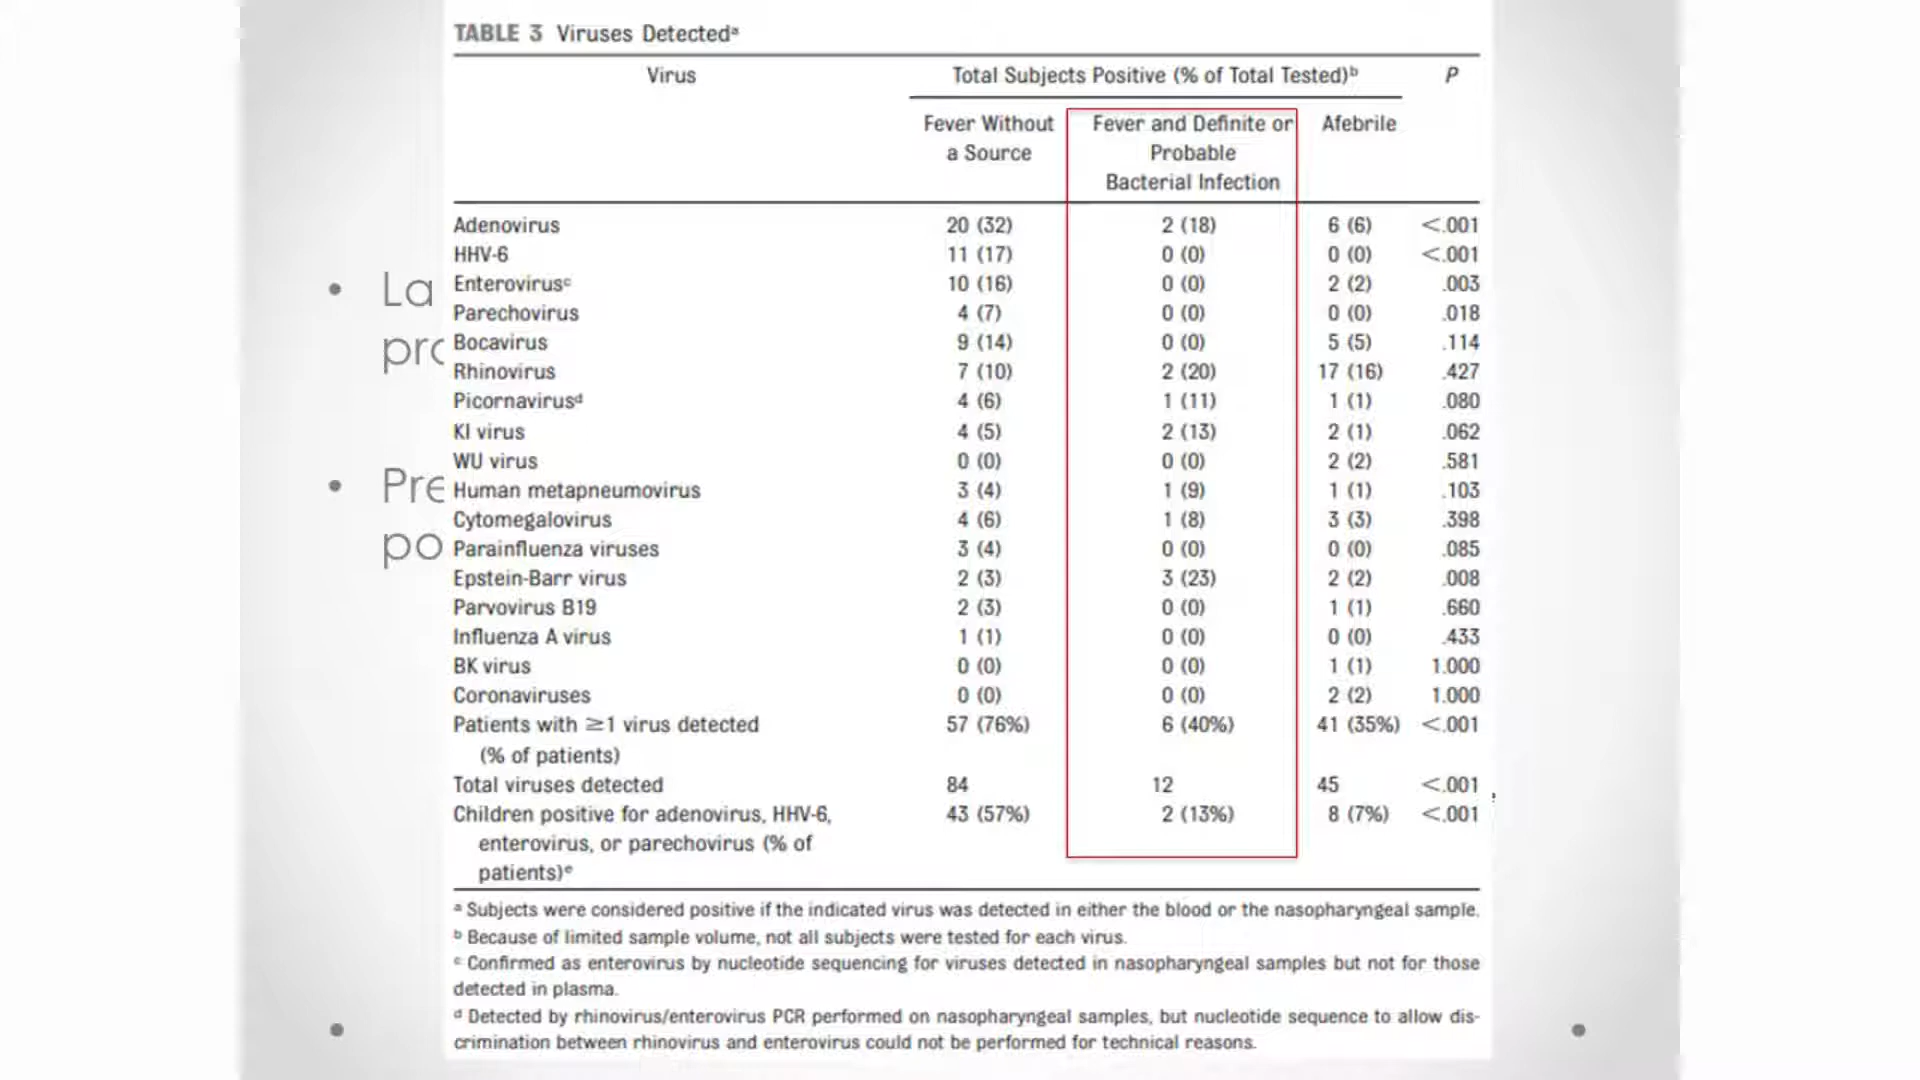 TABLE 3 Viruses Detectedᵃ
Virus Total Subjects Positive (% of Total Tested)ᵇ P
Fever Without Fever and Definite or Afebrile
a Source Probable
Bacterial Infection
Adenovirus 20 (32) 2 (18) 6 (6) <.001
HHV-6 11 (17) 0 (0) 0 (0) <.001
• La
Enterovirusᶜ 10 (16) 0 (0) 2 (2) .003
Parechovirus 4 (7) 0 (0) 0 (0) .018
pro
Bocavirus 9 (14) 0 (0) 5 (5) .114
Rhinovirus 7 (10) 2 (20) 17 (16) .427
Picornavirusᵈ 4 (6) 1 (11) 1 (1) .080
KI virus 4 (5) 2 (13) 2 (1) .062
WU virus 0 (0) 0 (0) 2 (2) .581
• Pre
Human metapneumovirus 3 (4) 1 (9) 1 (1) .103
Cytomegalovirus 4 (6) 1 (8) 3 (3) .398
po
Parainfluenza viruses 3 (4) 0 (0) 0 (0) .085
Epstein-Barr virus 2 (3) 3 (23) 2 (2) .008
Parvovirus B19 2 (3) 0 (0) 1 (1) .660
Influenza A virus 1 (1) 0 (0) 0 (0) .433
BK virus 0 (0) 0 (0) 1 (1) 1.000
Coronaviruses 0 (0) 0 (0) 2 (2) 1.000
Patients with ≥1 virus detected 57 (76%) 6 (40%) 41 (35%) <.001
(% of patients)
Total viruses detected 84 12 45 <.001
Children positive for adenovirus, HHV-6, 43 (57%) 2 (13%) 8 (7%) <.001
enterovirus, or parechovirus (% of
patients)ᵉ
ᵃ Subjects were considered positive if the indicated virus was detected in either the blood or the nasopharyngeal sample.
ᵇ Because of limited sample volume, not all subjects were tested for each virus.
ᶜ Confirmed as enterovirus by nucleotide sequencing for viruses detected in nasopharyngeal samples but not for those
detected in plasma.
ᵈ Detected by rhinovirus/enterovirus PCR performed on nasopharyngeal samples, but nucleotide sequence to allow dis-
crimination between rhinovirus and enterovirus could not be performed for technical reasons.